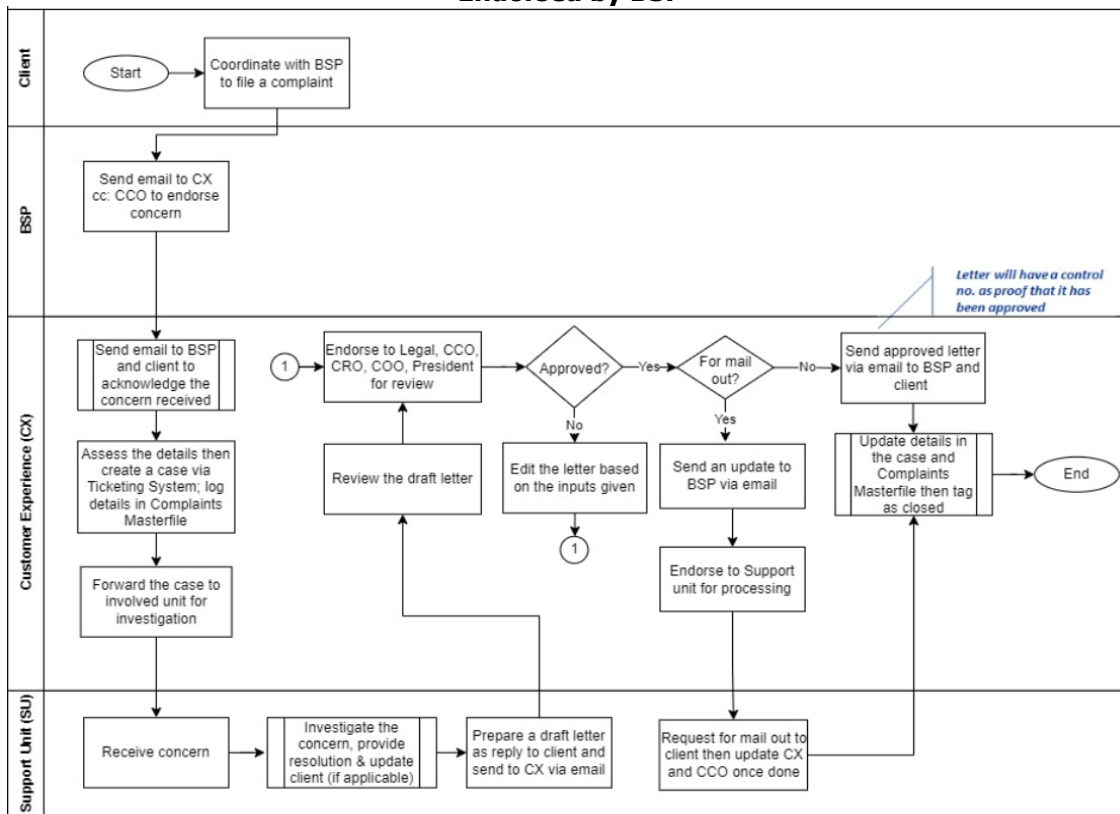 Endorsed by BSP
Client
Start
Coordinate with BSP
to file a complaint
BSP
Send email to CX
cc: CCO to endorse
concern
Letter will have a control
no. as proof that it has
been approved
Customer Experience (CX)
Send email to BSP
and client to
acknowledge the
concern received
1
Endorse to Legal, CCO,
CRO, COO, President
for review
Approved?
Yes
For mail
out?
No
Send approved letter
via email to BSP and
client
No
Yes
Assess the details then
create a case via
Ticketing System; log
details in Complaints
Masterfile
Review the draft letter
Edit the letter based
on the inputs given
Send an update to
BSP via email
Update details in
the case and
Complaints
Masterfile then tag
as closed
End
1
Forward the case to
involved unit for
investigation
Endorse to Support
unit for processing
Support Unit (SU)
Receive concern
Investigate the
concern, provide
resolution & update
client (if applicable)
Prepare a draft letter
as reply to client and
send to CX via email
Request for mail out to
client then update CX
and CCO once done